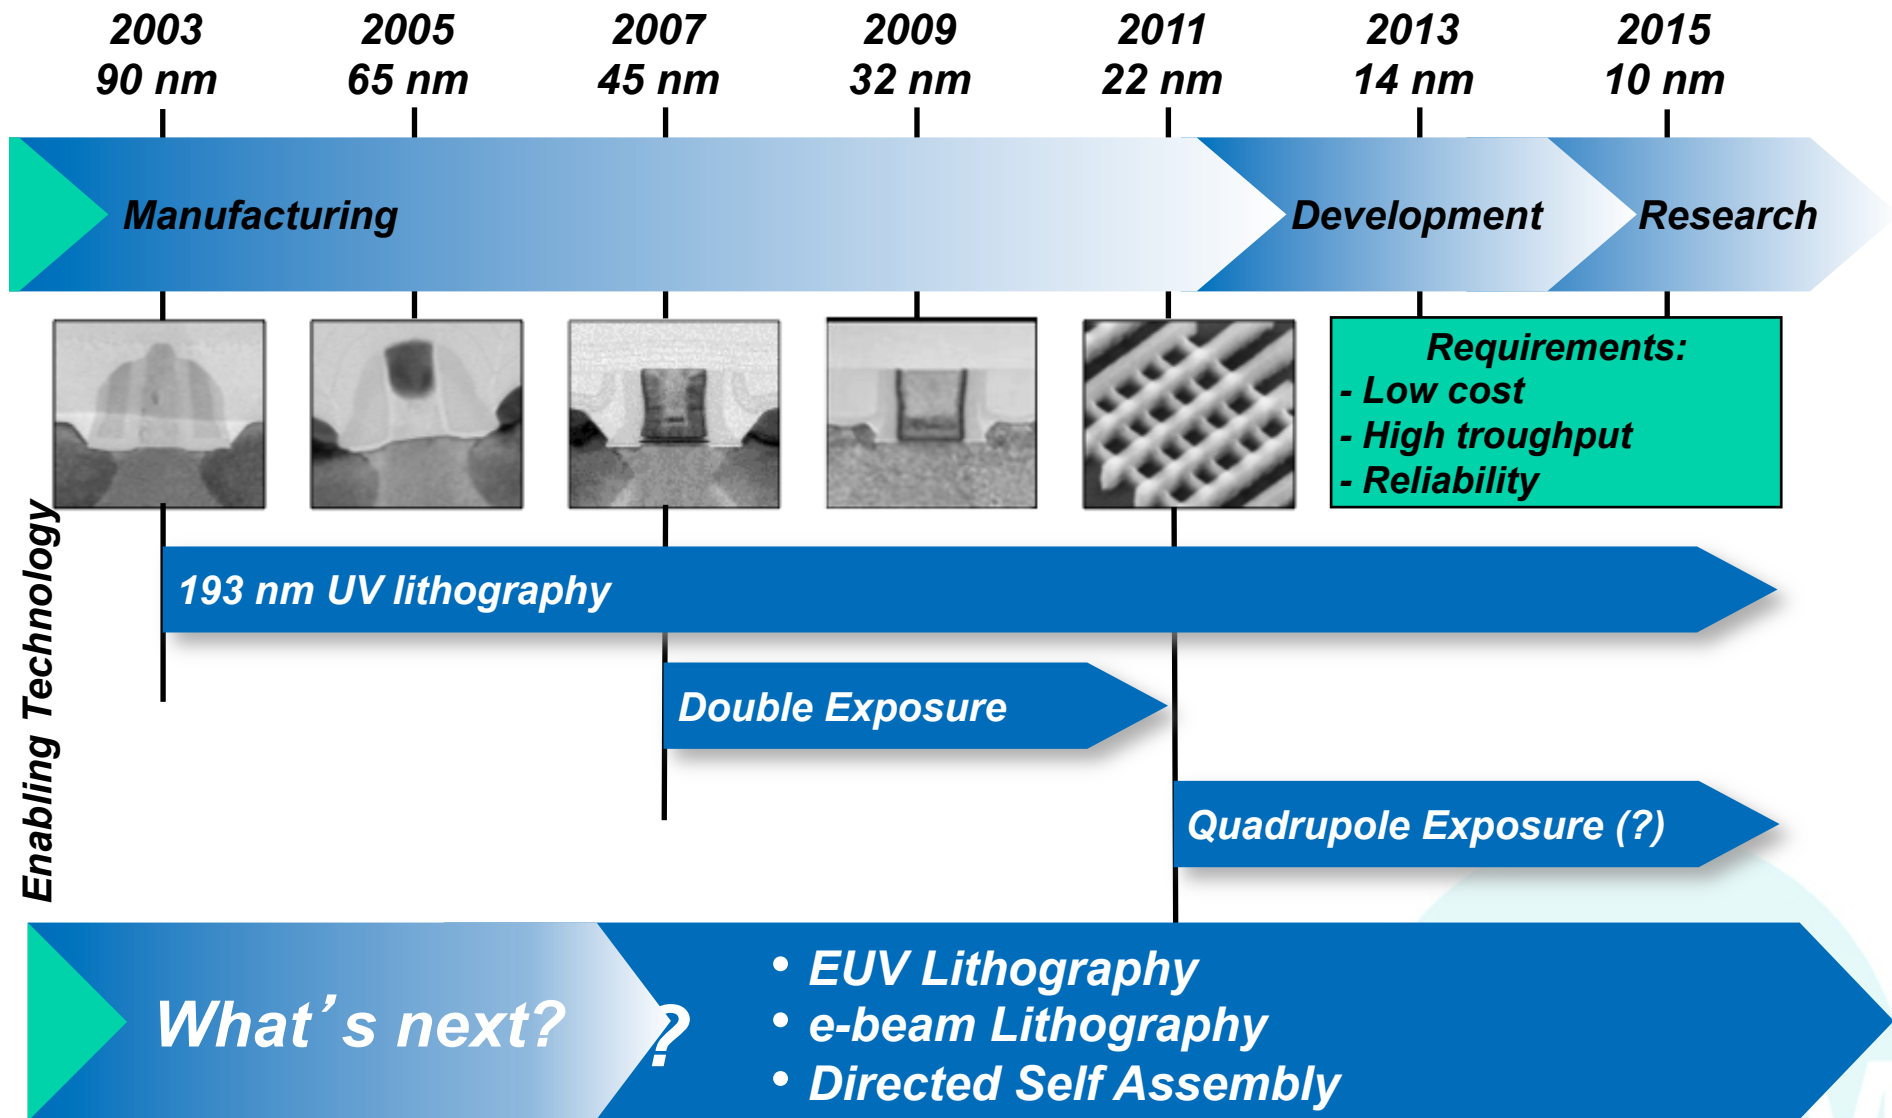 2003 2005 2007 2009 2011 2013 2015
90 nm 65 nm 45 nm 32 nm 22 nm 14 nm 10 nm
Manufacturing Development Research
Requirements:
- Low cost
- High troughput
- Reliability
Enabling Technology
193 nm UV lithography
Double Exposure
Quadrupole Exposure (?)
What's next? ?
• EUV Lithography
• e-beam Lithography
• Directed Self Assembly